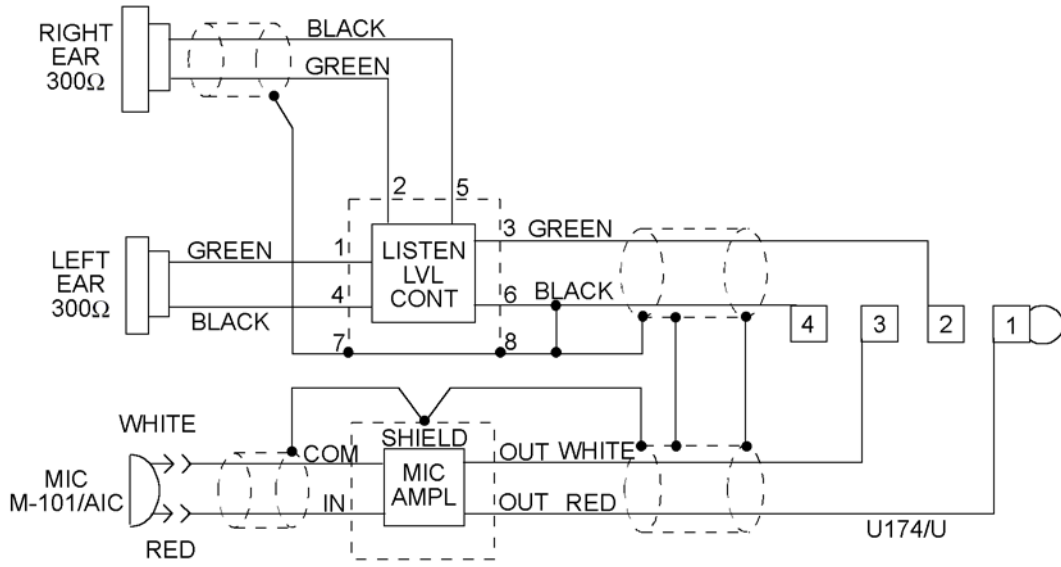 RIGHT
EAR
300Ω
BLACK
GREEN
2
5
LEFT
EAR
300Ω
GREEN
BLACK
1
4
7
LISTEN
LVL
CONT
3
GREEN
6
BLACK
8
4
3
2
1
WHITE
MIC
M-101/AIC
RED
COM
IN
SHIELD
MIC
AMPL
OUT WHITE
OUT RED
U174/U